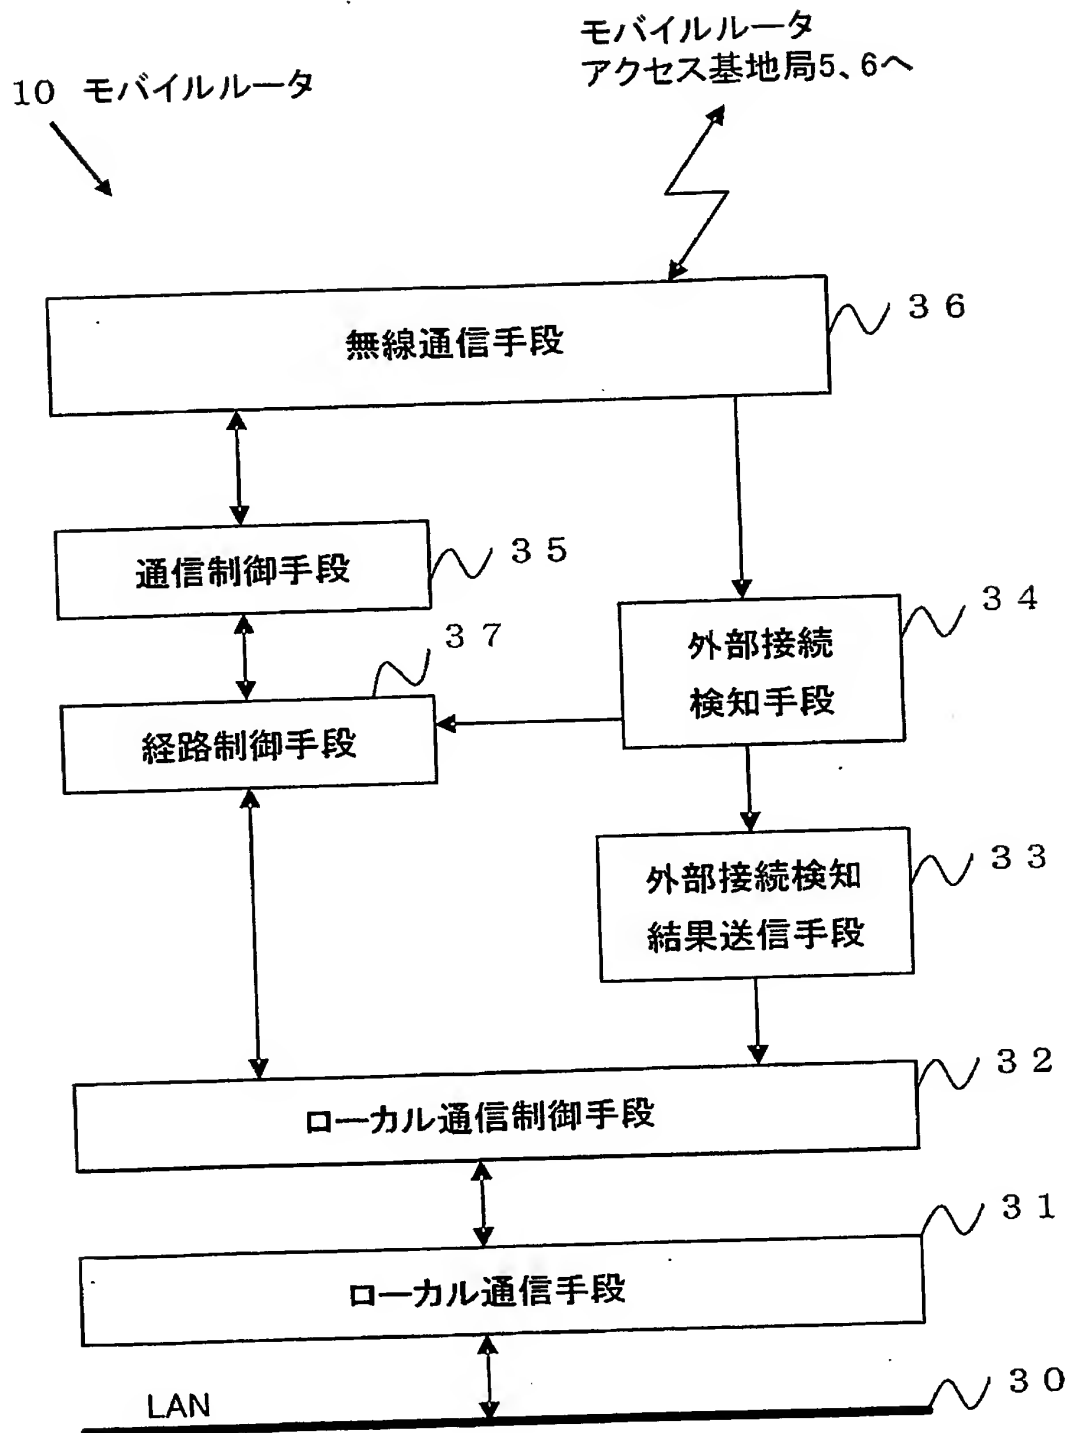 モバイルルータ
アクセス基地局5、6へ
10 モバイルルータ
36
無線通信手段
35
通信制御手段
34
外部接続
検知手段
37
経路制御手段
33
外部接続検知
結果送信手段
32
ローカル通信制御手段
31
ローカル通信手段
30
LAN